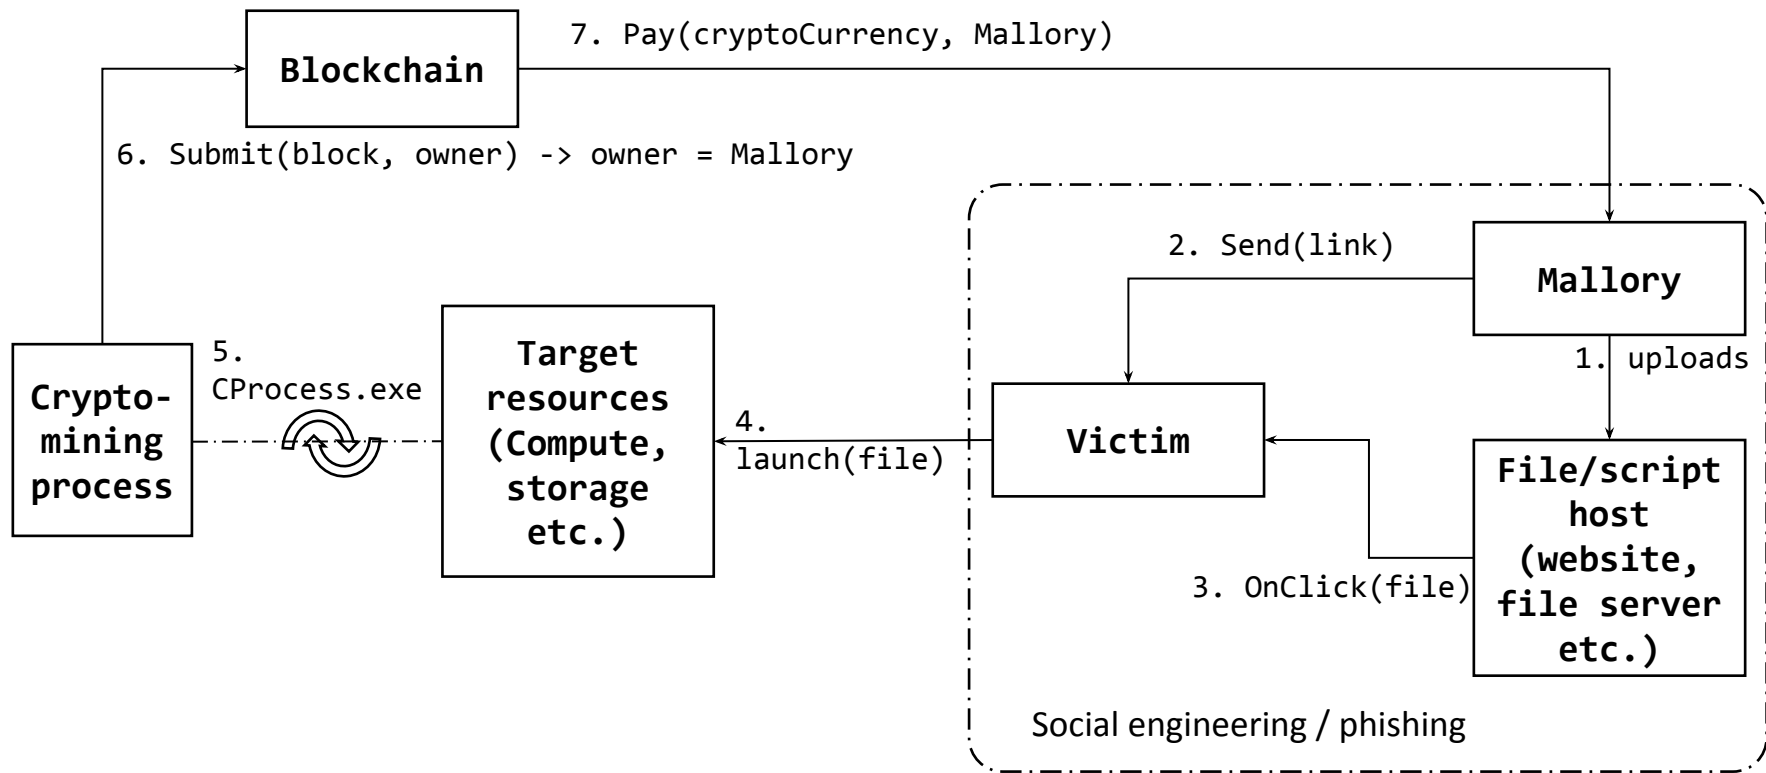 7. Pay(cryptoCurrency, Mallory)
Blockchain
6. Submit(block, owner) -> owner = Mallory
2. Send(link)
Mallory
1. uploads
5.
CProcess.exe
Crypto-
mining
process
Target
resources
(Compute,
storage
etc.)
4.
launch(file)
Victim
File/script
host
(website,
file server
etc.)
3. OnClick(file)
Social engineering / phishing